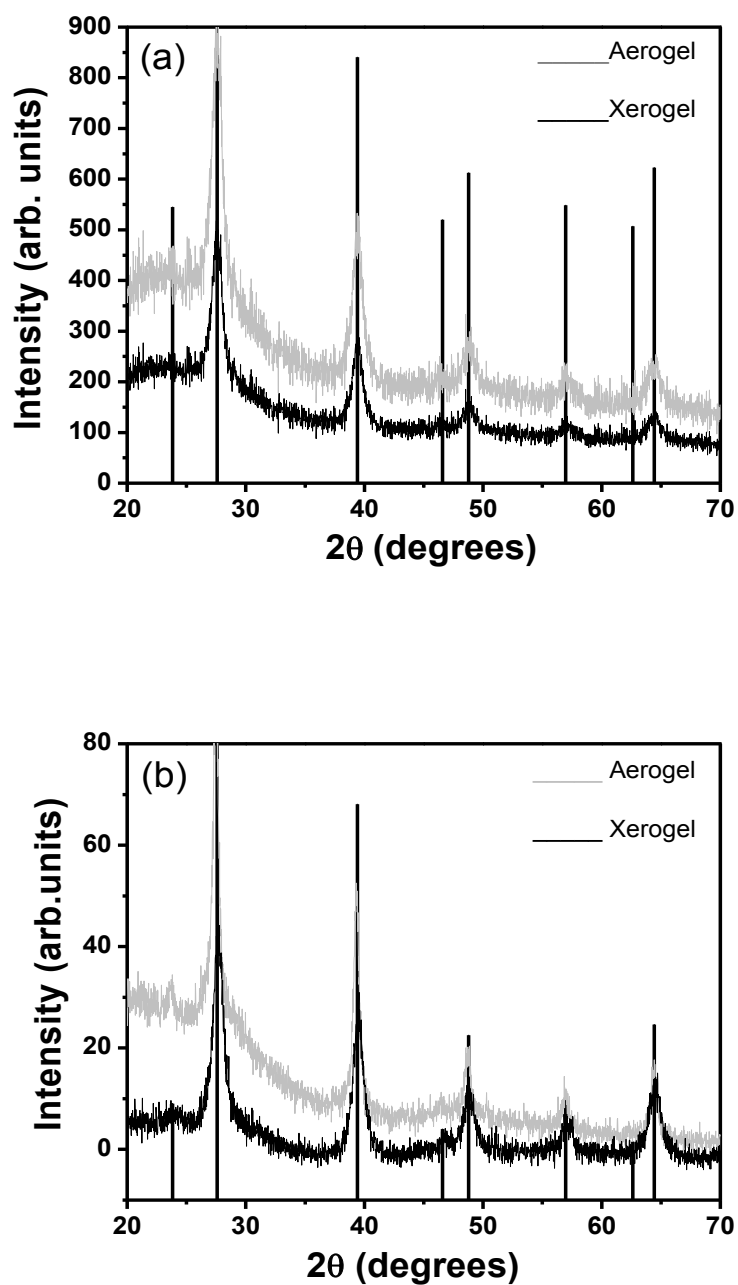 900
(a)
Aerogel
800
Xerogel
700
600
500
400
300
200
100
0
Intensity (arb. units)
20 30 40 50 60 70
2θ (degrees)
80
(b)
Aerogel
Xerogel
60
40
20
0
Intensity (arb.units)
20 30 40 50 60 70
2θ (degrees)